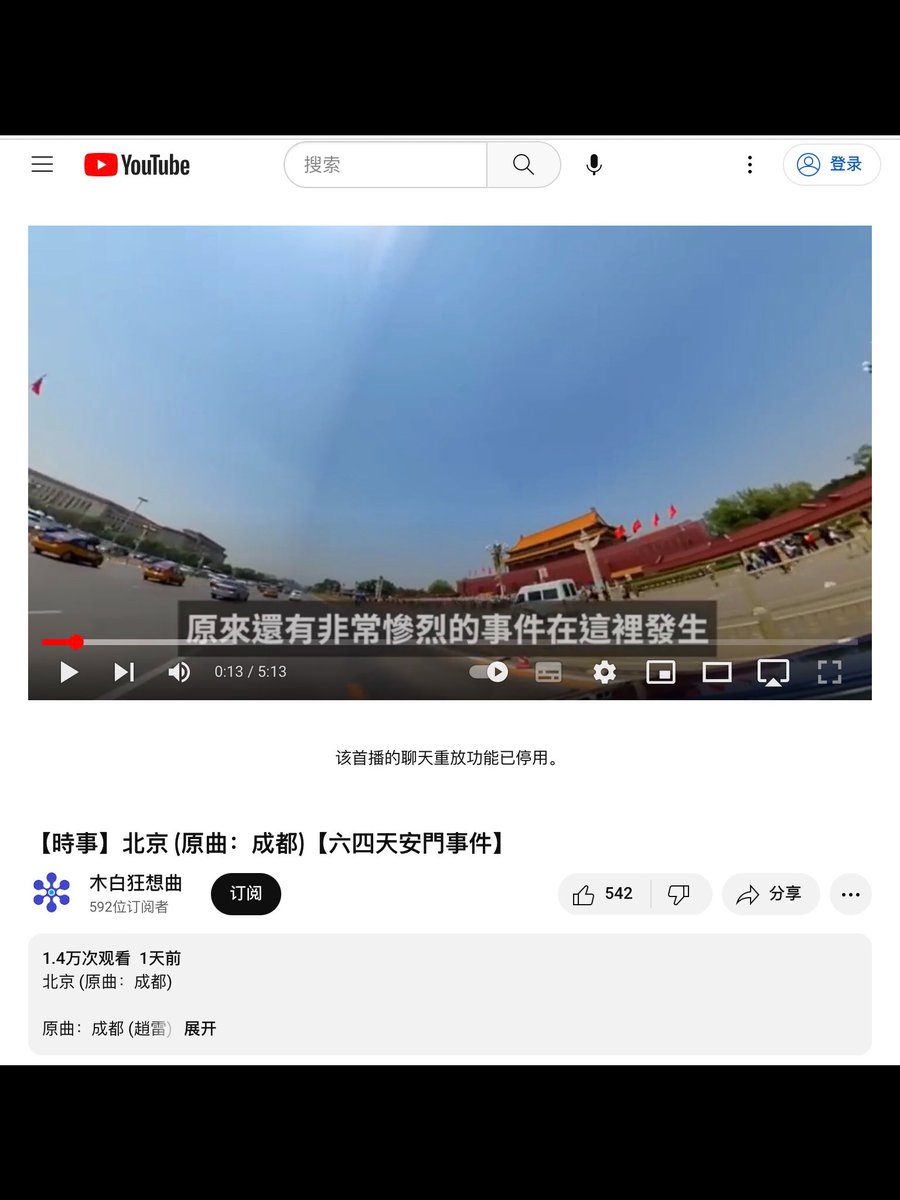 YouTube
搜索
登录
原來還有非常慘烈的事件在這裡發生
0:13 / 5:13
该首播的聊天重放功能已停用。
【時事】北京 (原曲：成都)【六四天安門事件】
木白狂想曲
592位订阅者
订阅
542
分享
1.4万次观看 1天前
北京 (原曲：成都)
原曲：成都 (趙雷) 展开